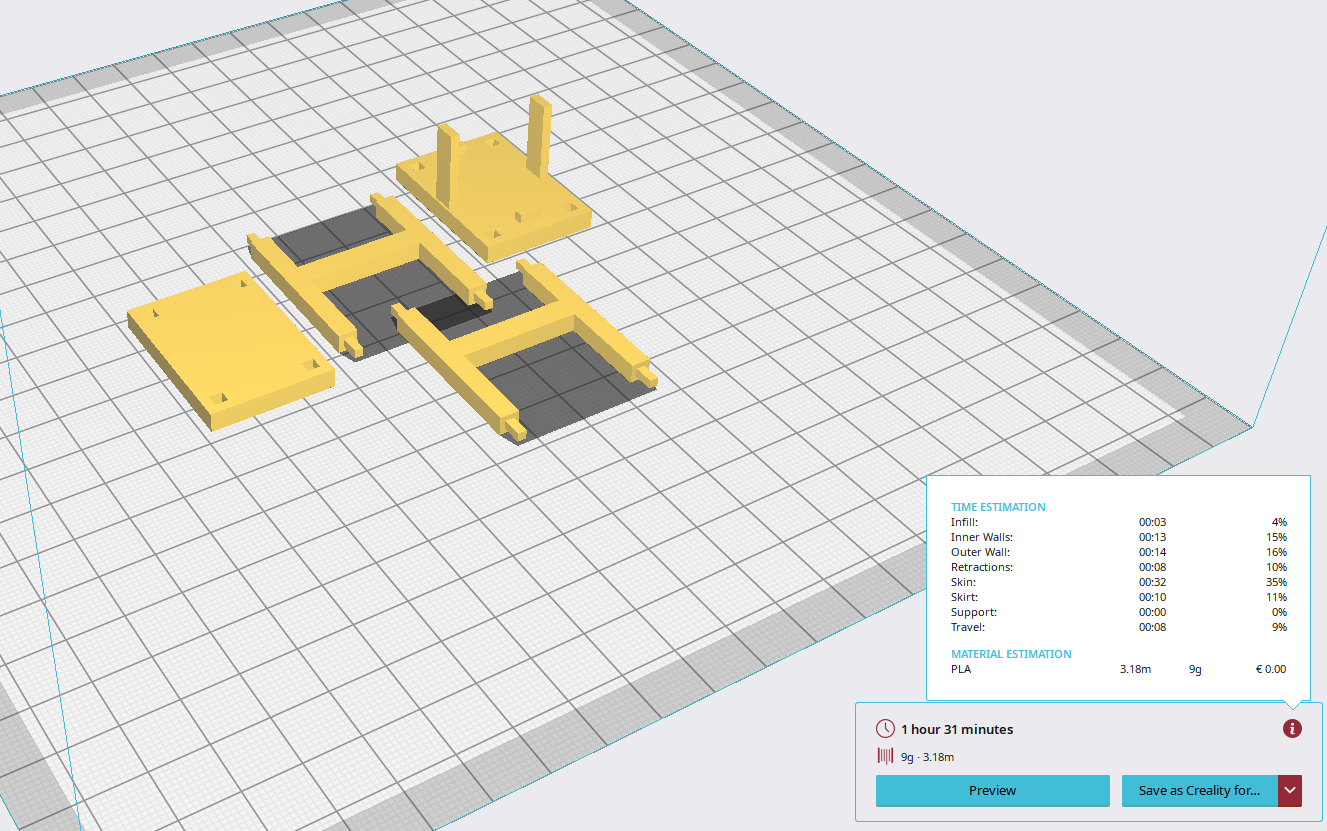 TIME ESTIMATION
Infill: 00:03 4%
Inner Walls: 00:13 15%
Outer Wall: 00:14 16%
Retractions: 00:08 10%
Skin: 00:32 35%
Skirt: 00:10 11%
Support: 00:00 0%
Travel: 00:08 9%
MATERIAL ESTIMATION
PLA 3.18m 9g € 0.00
1 hour 31 minutes
9g · 3.18m
Preview Save as Creality for...